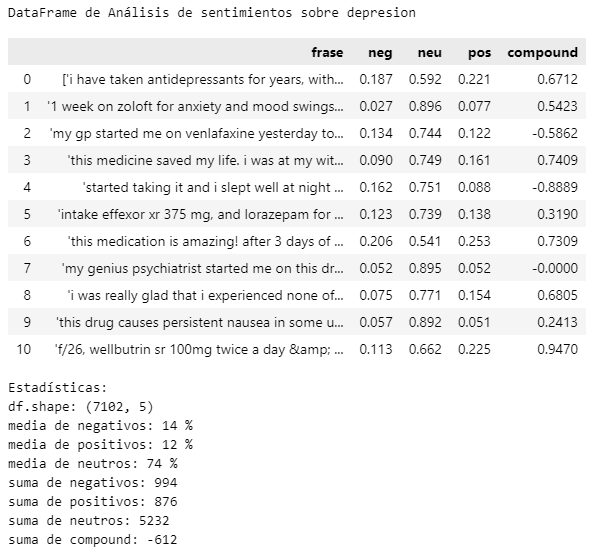 DataFrame de Análisis de sentimientos sobre depresion
frase neg neu pos compound
0 ['i have taken antidepressants for years, with... 0.187 0.592 0.221 0.6712
1 '1 week on zoloft for anxiety and mood swings... 0.027 0.896 0.077 0.5423
2 'my gp started me on venlafaxine yesterday to... 0.134 0.744 0.122 -0.5862
3 'this medicine saved my life. i was at my wit... 0.090 0.749 0.161 0.7409
4 'started taking it and i slept well at night ... 0.162 0.751 0.088 -0.8889
5 'intake effexor xr 375 mg, and lorazepam for ... 0.123 0.739 0.138 0.3190
6 'this medication is amazing! after 3 days of ... 0.206 0.541 0.253 0.7309
7 'my genius psychiatrist started me on this dr... 0.052 0.895 0.052 -0.0000
8 'i was really glad that i experienced none of... 0.075 0.771 0.154 0.6805
9 'this drug causes persistent nausea in some u... 0.057 0.892 0.051 0.2413
10 'f/26, wellbutrin sr 100mg twice a day &amp; ... 0.113 0.662 0.225 0.9470
Estadísticas:
df.shape: (7102, 5)
media de negativos: 14 %
media de positivos: 12 %
media de neutros: 74 %
suma de negativos: 994
suma de positivos: 876
suma de neutros: 5232
suma de compound: -612